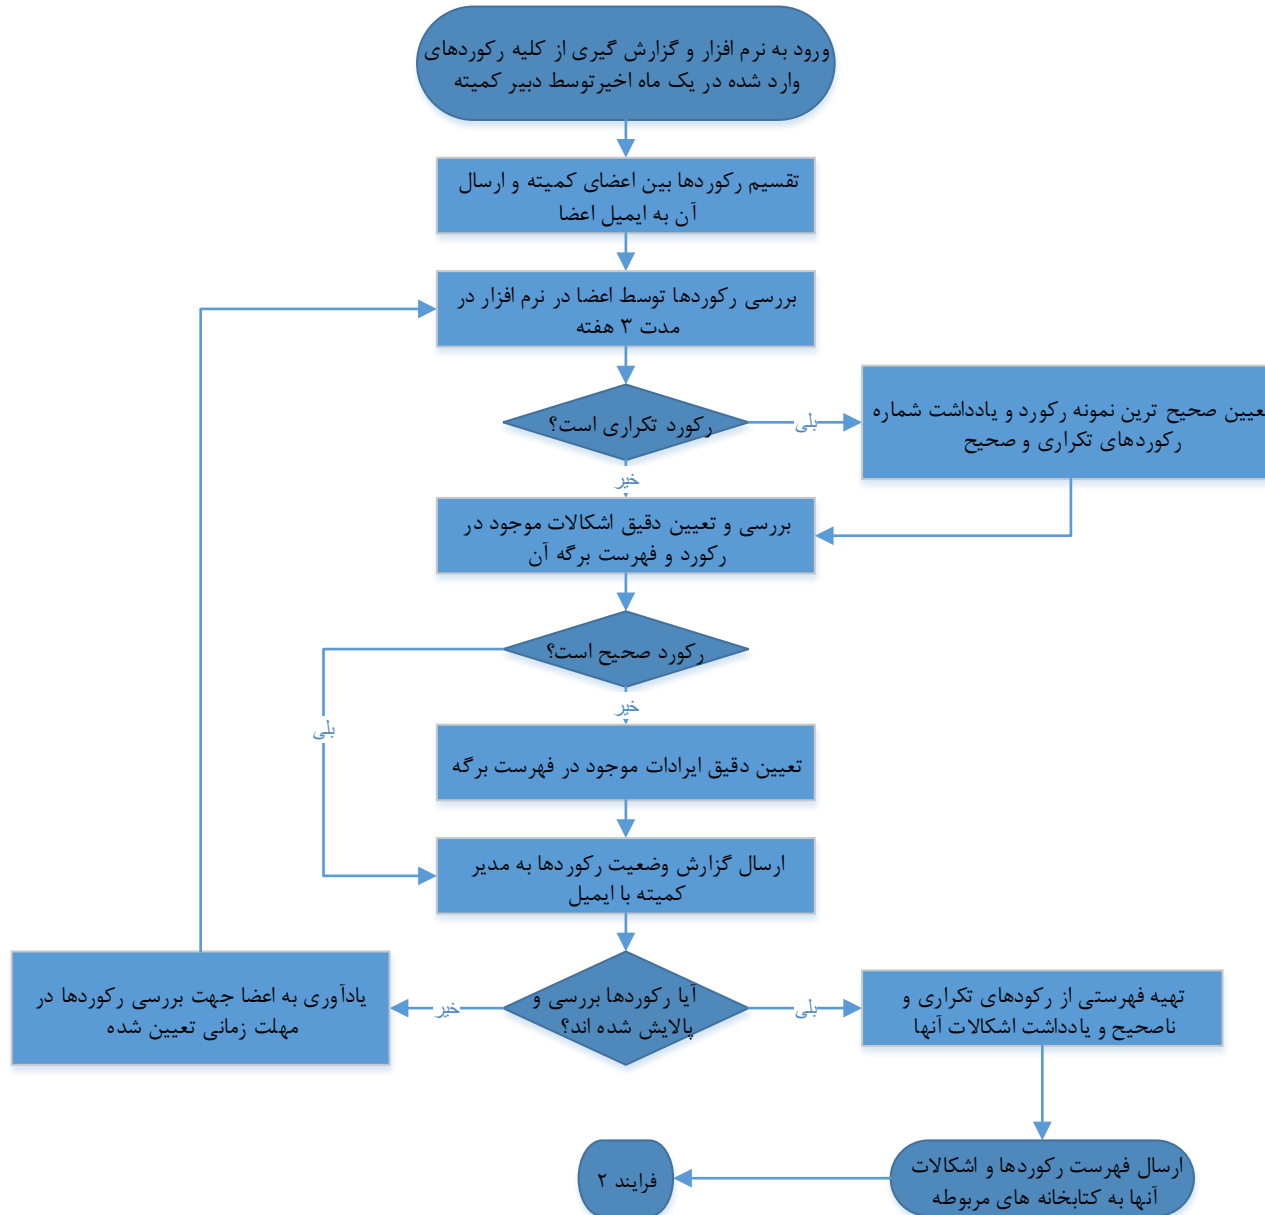 ورود به نرم افزار و گزارش گیری از کلیه رکوردهای
وارد شده در یک ماه اخیرتوسط دبیر کمیته
تقسیم رکوردها بین اعضای کمیته و ارسال
آن به ایمیل اعضا
بررسی رکوردها توسط اعضا در نرم افزار در
مدت ۳ هفته
رکورد تکراری است؟
بلی
تعیین صحیح ترین نمونه رکورد و یادداشت شماره
رکوردهای تکراری و صحیح
خیر
بررسی و تعیین دقیق اشکالات موجود در
رکورد و فهرست برگه آن
رکورد صحیح است؟
خیر
بلی
تعیین دقیق ایرادات موجود در فهرست برگه
ارسال گزارش وضعیت رکوردها به مدیر
کمیته با ایمیل
آیا رکوردها بررسی و
پالایش شده اند؟
بلی
خیر
تهیه فهرستی از رکودهای تکراری و
ناصحیح و یادداشت اشکالات آنها
یادآوری به اعضا جهت بررسی رکوردها در
مهلت زمانی تعیین شده
ارسال فهرست رکوردها و اشکالات
آنها به کتابخانه های مربوطه
فرایند ۲